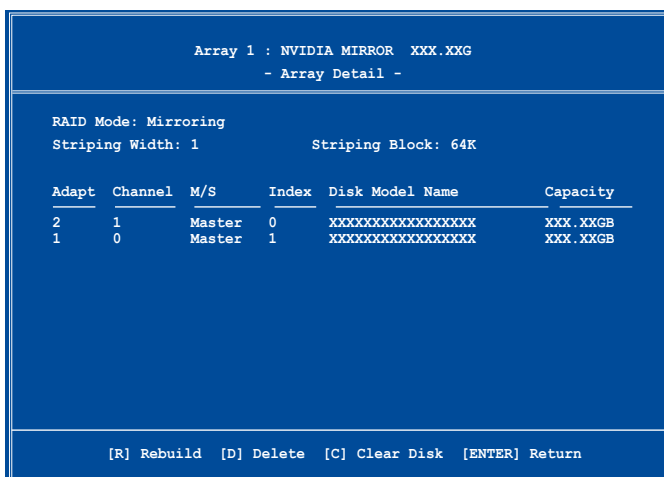 Array 1 : NVIDIA MIRROR XXX.XXG
- Array Detail -
RAID Mode: Mirroring
Striping Width: 1 Striping Block: 64K
Adapt Channel M/S Index Disk Model Name Capacity
2 1 Master 0 XXXXXXXXXXXXXXXXX XXX.XXGB
1 0 Master 1 XXXXXXXXXXXXXXXXX XXX.XXGB
[R] Rebuild [D] Delete [C] Clear Disk [ENTER] Return